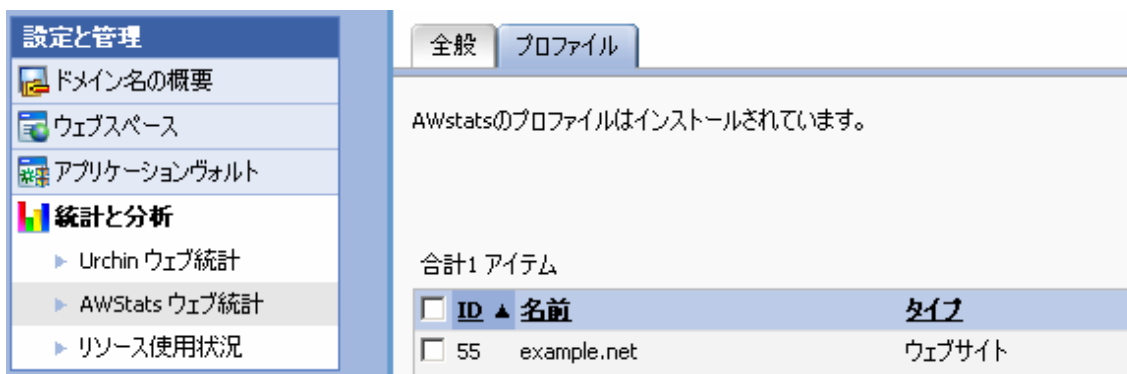 設定と管理
ドメイン名の概要
ウェブスペース
アプリケーションヴォルト
統計と分析
Urchin ウェブ統計
AWStats ウェブ統計
リソース使用状況
全般 プロファイル
AWstatsのプロファイルはインストールされています。
合計1 アイテム
ID 名前 タイプ
55 example.net ウェブサイト